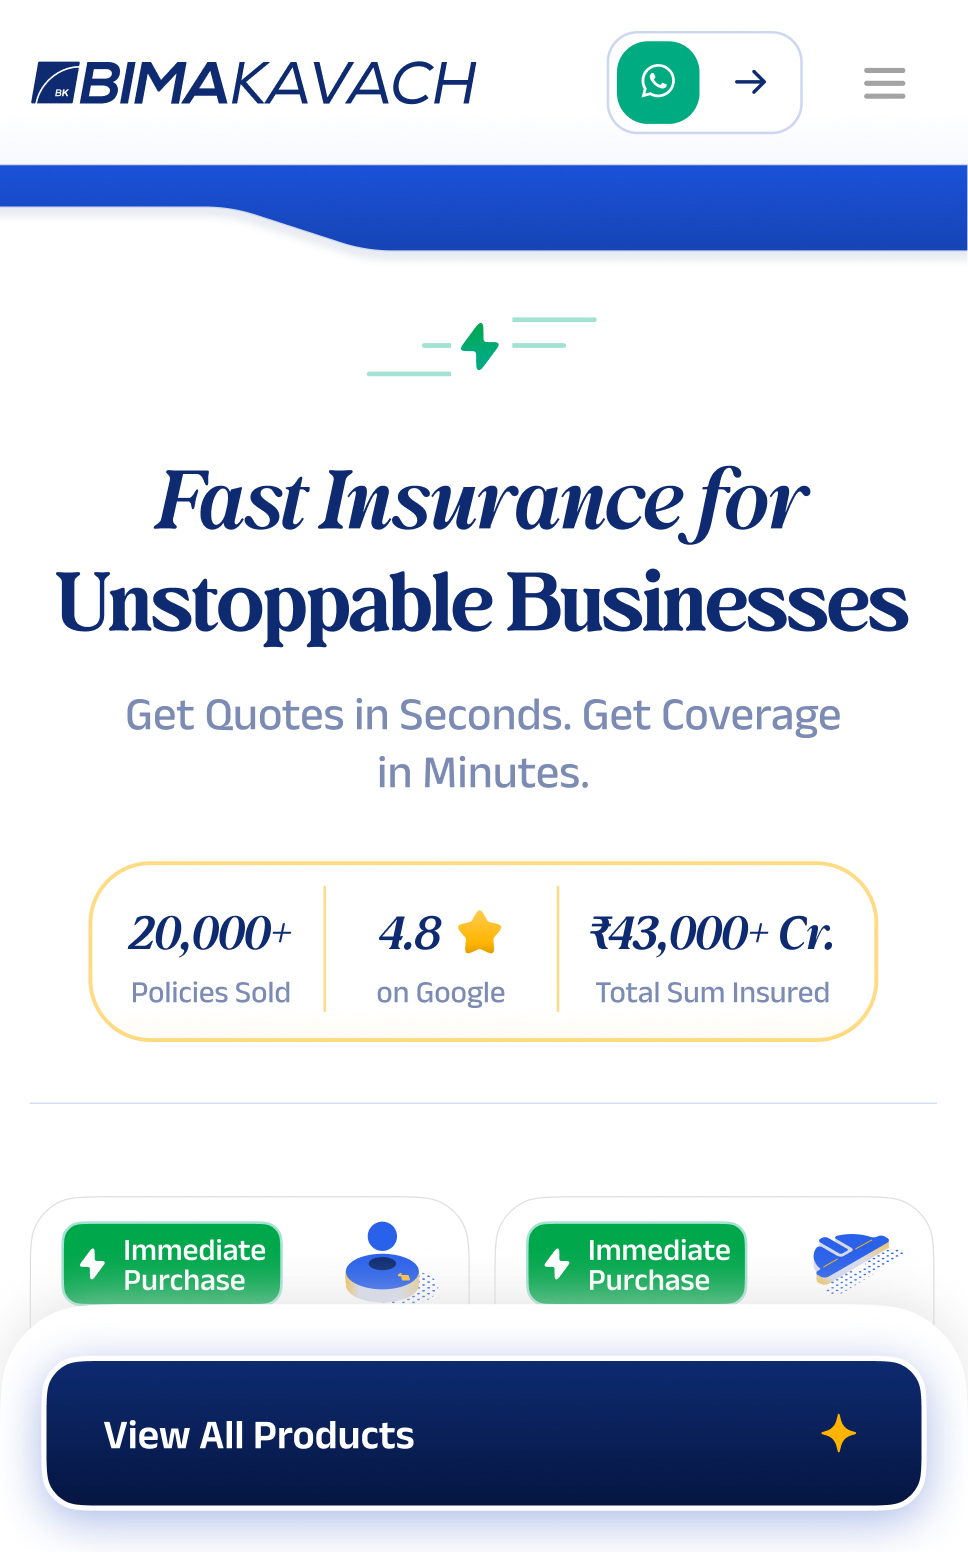 BK BIMAKAVACH
Fast Insurance for
Unstoppable Businesses
Get Quotes in Seconds. Get Coverage
in Minutes.
20,000+ 4.8 ₹43,000+ Cr.
Policies Sold on Google Total Sum Insured
Immediate Immediate
Purchase Purchase
View All Products